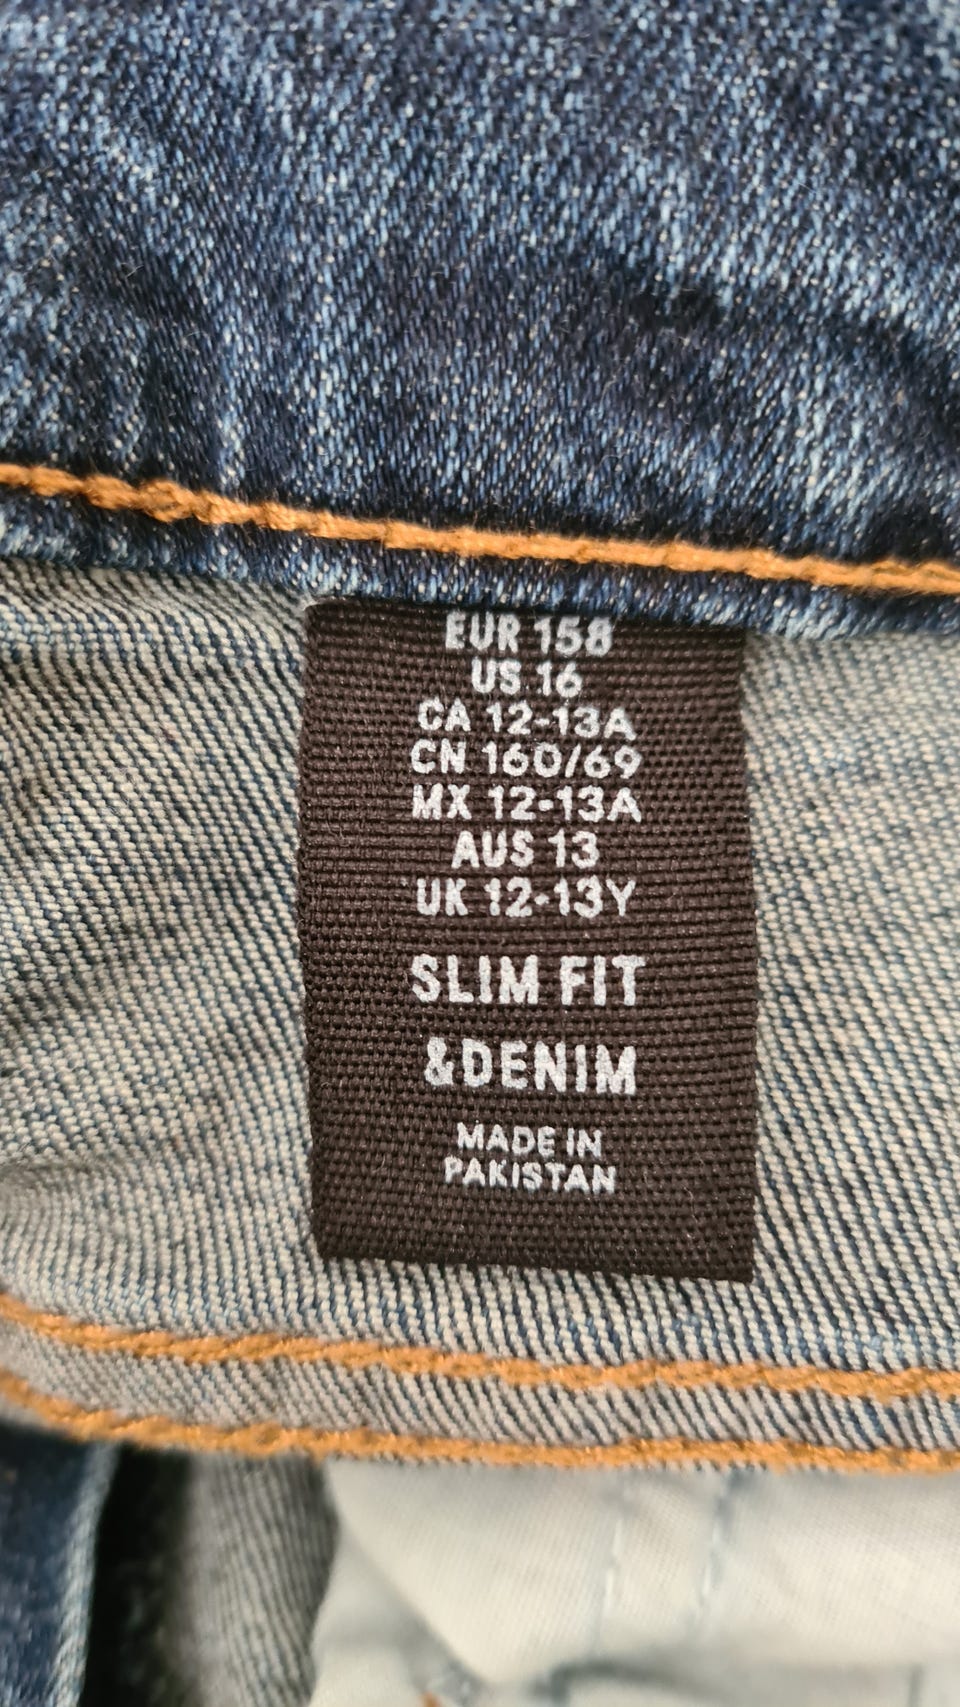 EUR 158
US 16
CA 12-13A
CN 160/69
MX 12-13A
AUS 13
UK 12-13Y
SLIM FIT
&DENIM
MADE IN
PAKISTAN